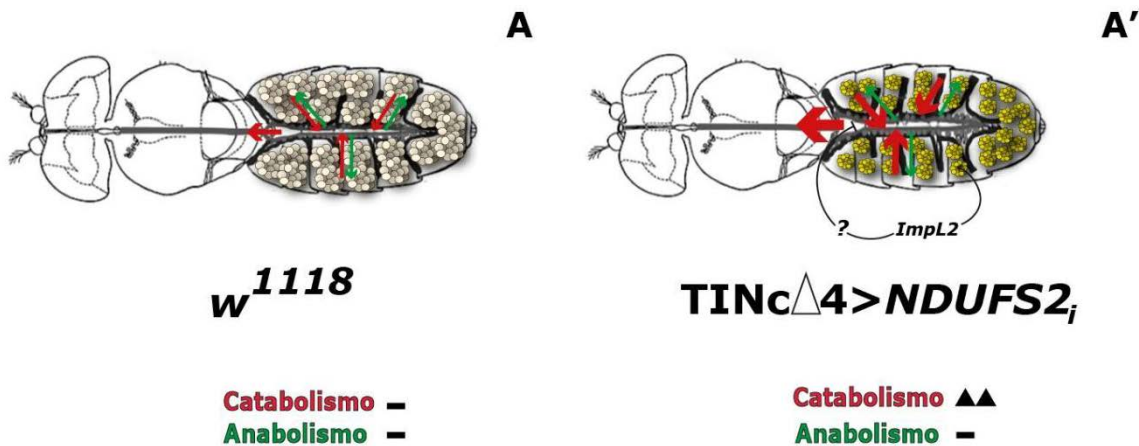 A
A′
?
ImpL2
w¹¹¹⁸
TINc△4>NDUFS2ᵢ
Catabolismo –
Anabolismo –
Catabolismo ▲▲
Anabolismo –